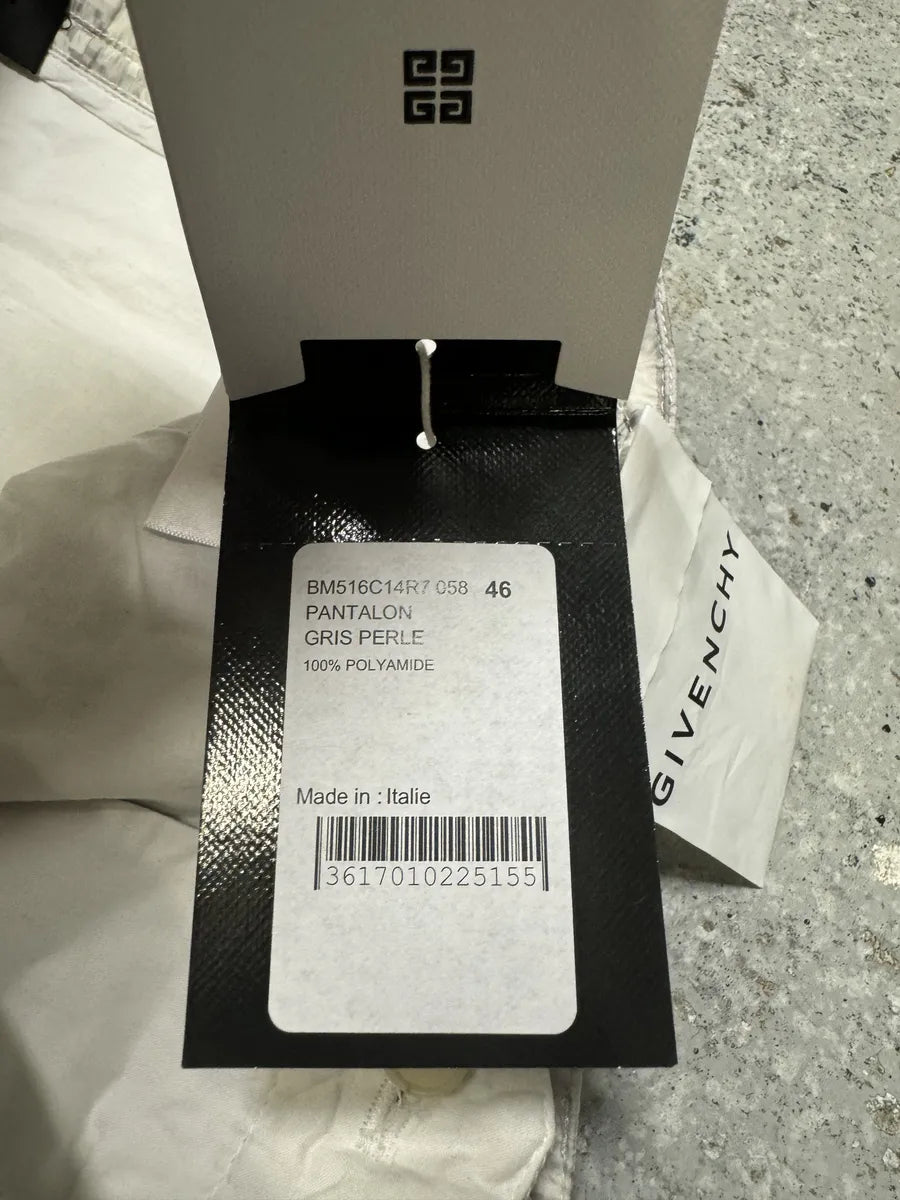 BM516C14R7 058 46
PANTALON
GRIS PERLE
100% POLYAMIDE
Made in : Italie
3617010225155
GIVENCHY